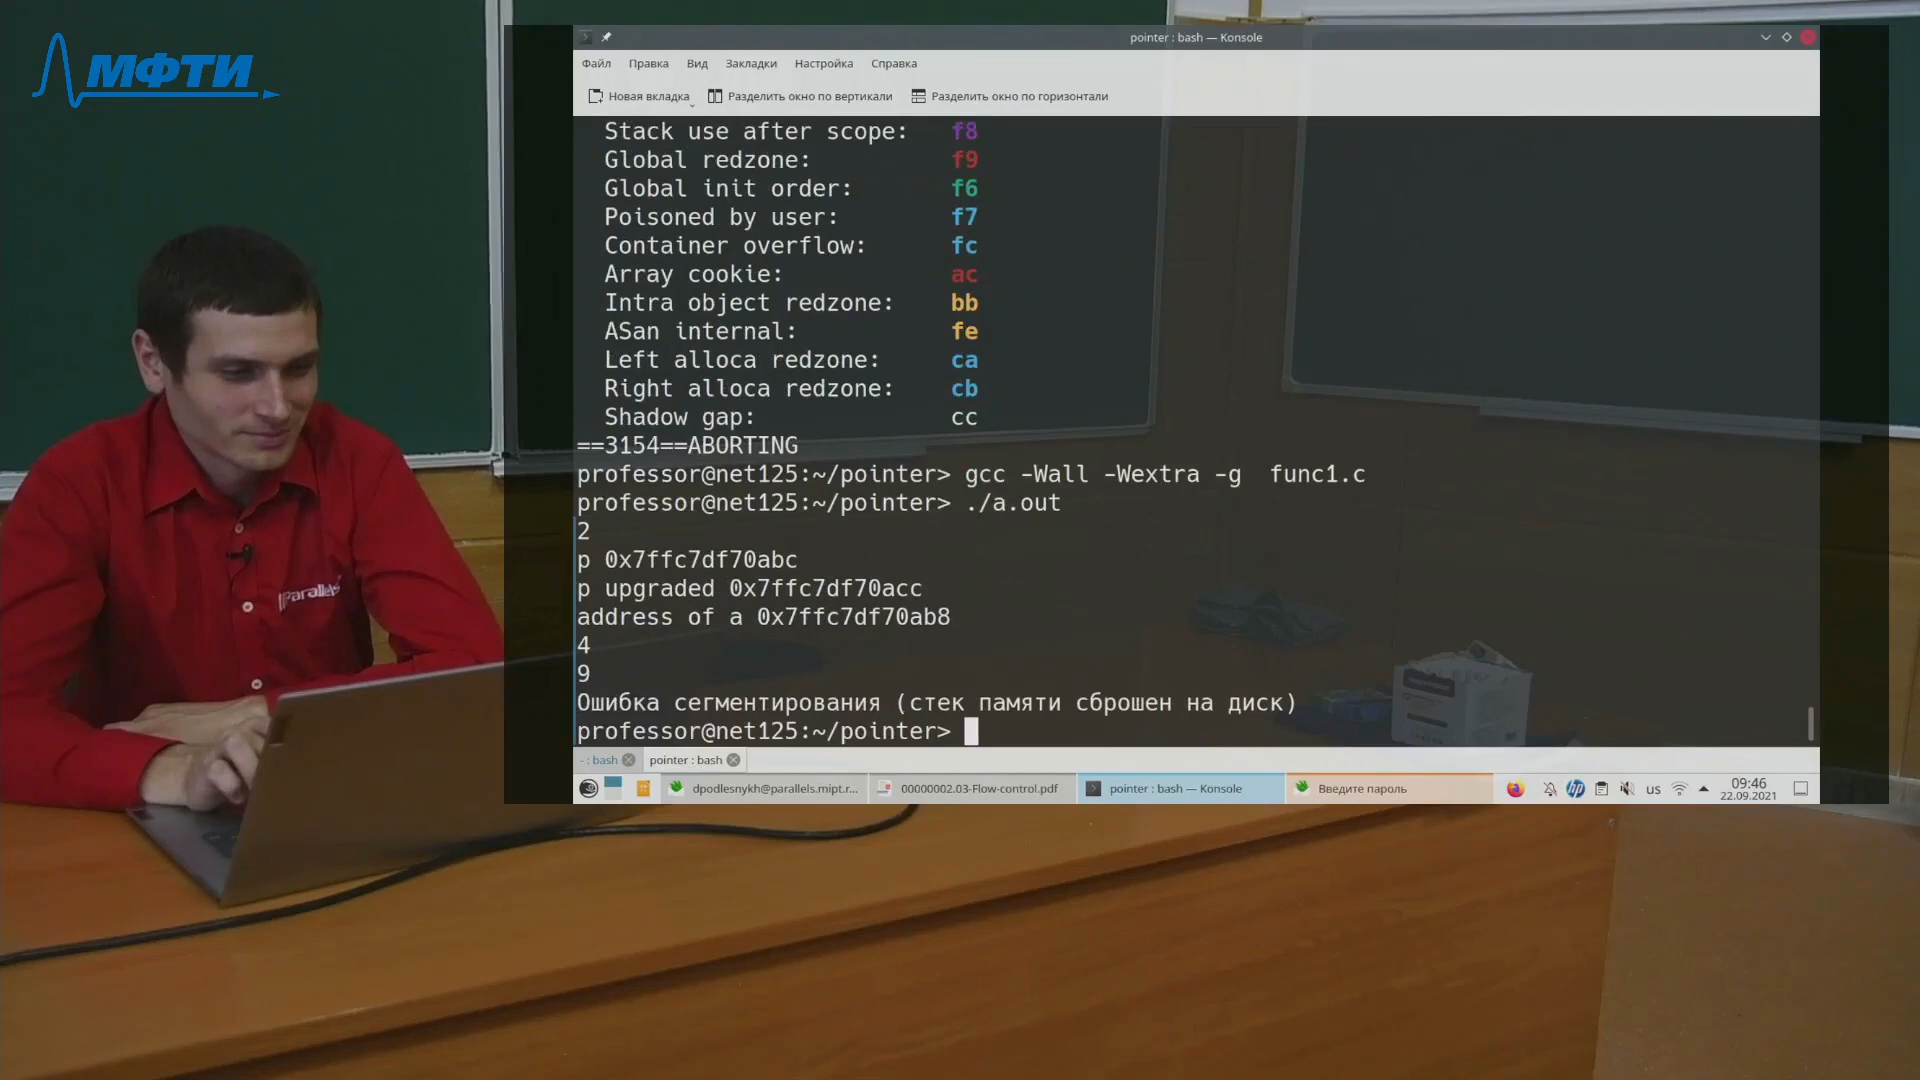 МФТИ
pointer : bash — Konsole
Файл Правка Вид Закладки Настройка Справка
Новая вкладка Разделить окно по вертикали Разделить окно по горизонтали
Stack use after scope: f8
Global redzone: f9
Global init order: f6
Poisoned by user: f7
Container overflow: fc
Array cookie: ac
Intra object redzone: bb
ASan internal: fe
Left alloca redzone: ca
Right alloca redzone: cb
Shadow gap: cc
==3154==ABORTING
professor@net125:~/pointer> gcc -Wall -Wextra -g  func1.c
professor@net125:~/pointer> ./a.out
2
p 0x7ffc7df70abc
p upgraded 0x7ffc7df70acc
address of a 0x7ffc7df70ab8
4
9
Ошибка сегментирования (стек памяти сброшен на диск)
professor@net125:~/pointer>
- : bash pointer : bash
dpodlesnykh@parallels.mipt.r... 00000002.03-Flow-control.pdf pointer : bash — Konsole Введите пароль us 09:46
22.09.2021
Parallels